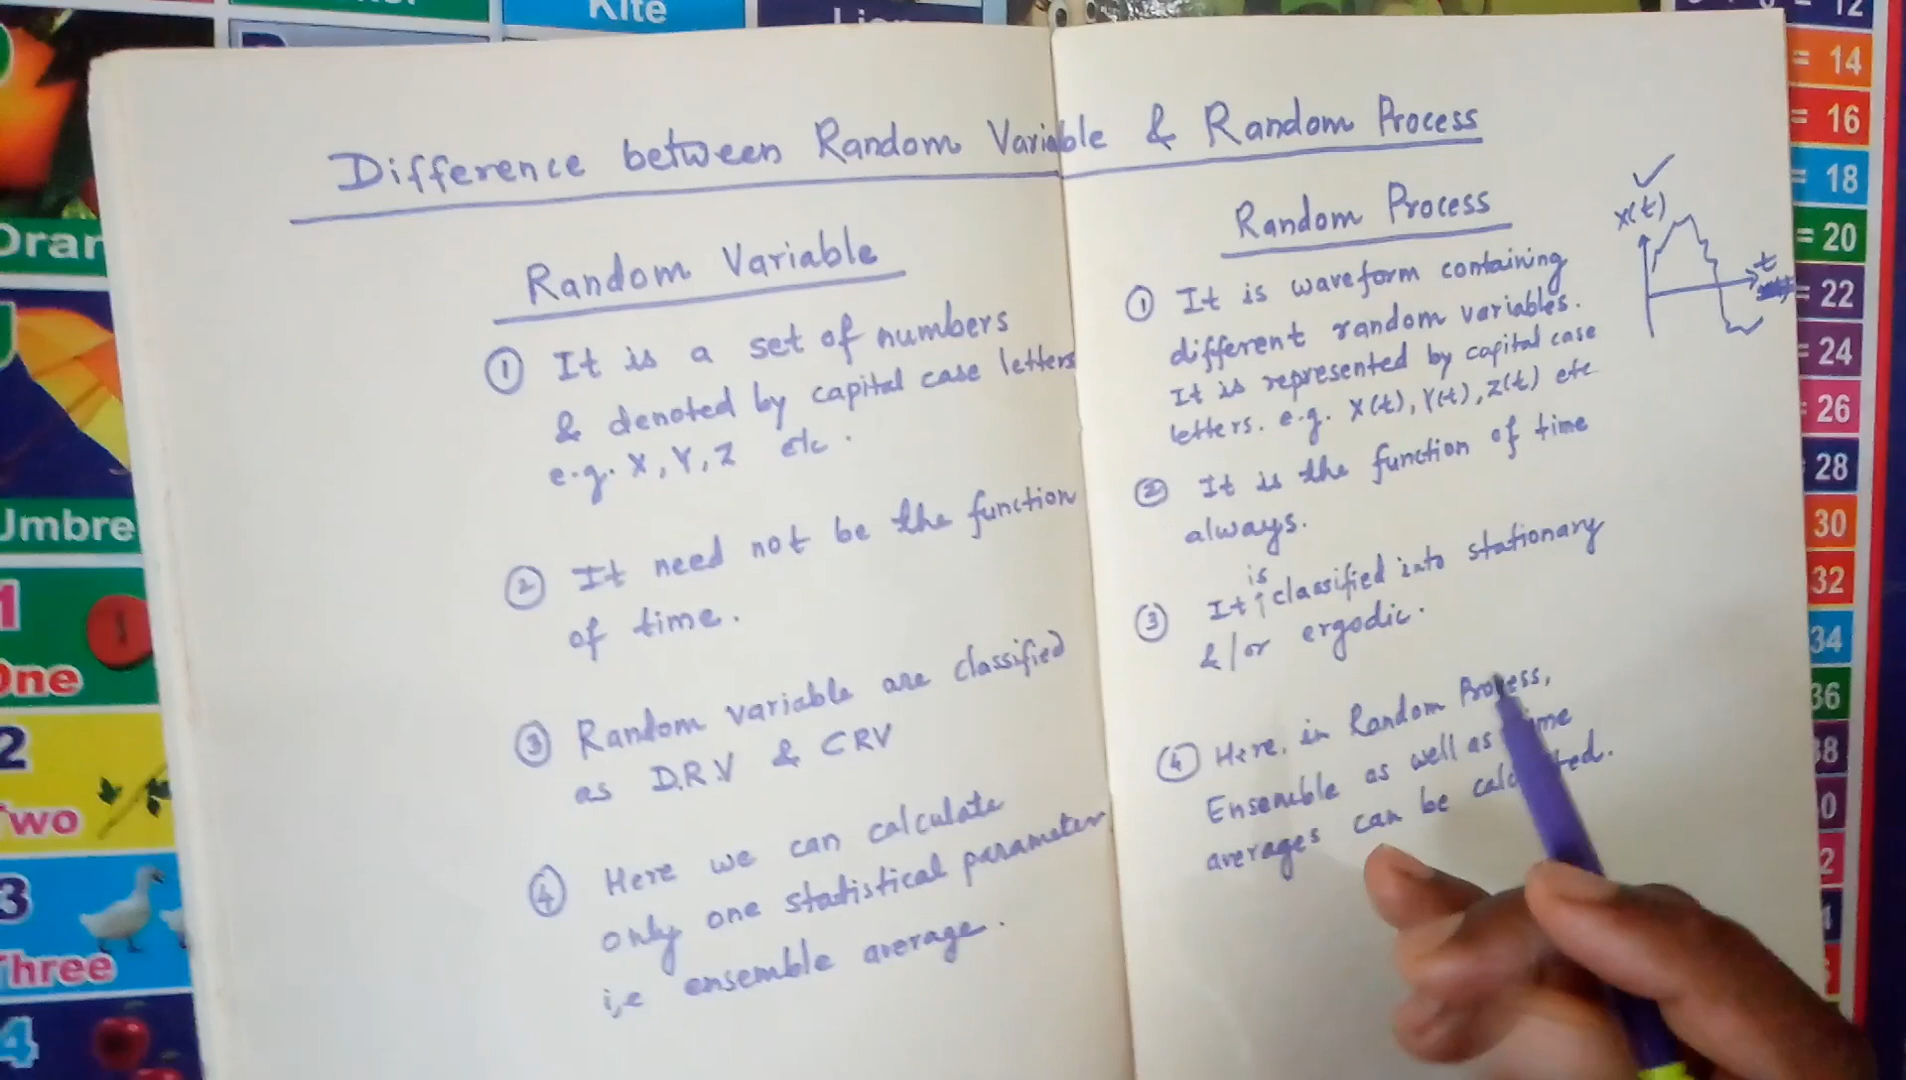 Kite
Difference between Random Variable & Random Process
Random Variable
① It is a set of numbers
& denoted by capital case letters
e.g. X, Y, Z etc.
② It need not be the function
of time.
③ Random variable are classified
as D.R.V & CRV
④ Here we can calculate
only one statistical parameter
i,e ensemble average.
Random Process
① It is waveform containing
different random variables.
It is represented by capital case
letters. e.g. X(t), Y(t), Z(t) etc
② It is the function of time
always.
③ It is classified into stationary
&/or ergodic.
④ Here, in Random Process,
Ensemble as well as
averages can be
X(t)
t
Oran
Umbre
1
One
2
Two
3
Three
4
= 12
= 14
= 16
= 18
= 20
= 22
= 24
= 26
28
30
32
34
36